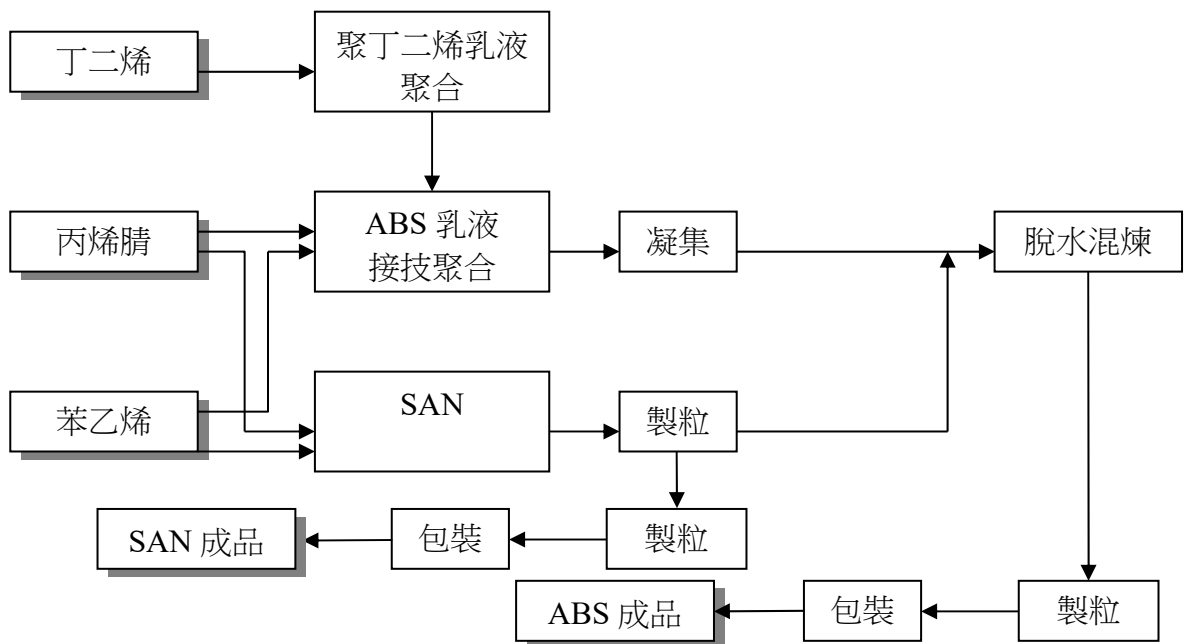 丁二烯
聚丁二烯乳液
聚合
丙烯腈
ABS 乳液
接技聚合
凝集
脫水混煉
苯乙烯
SAN
製粒
SAN 成品
包裝
製粒
ABS 成品
包裝
製粒